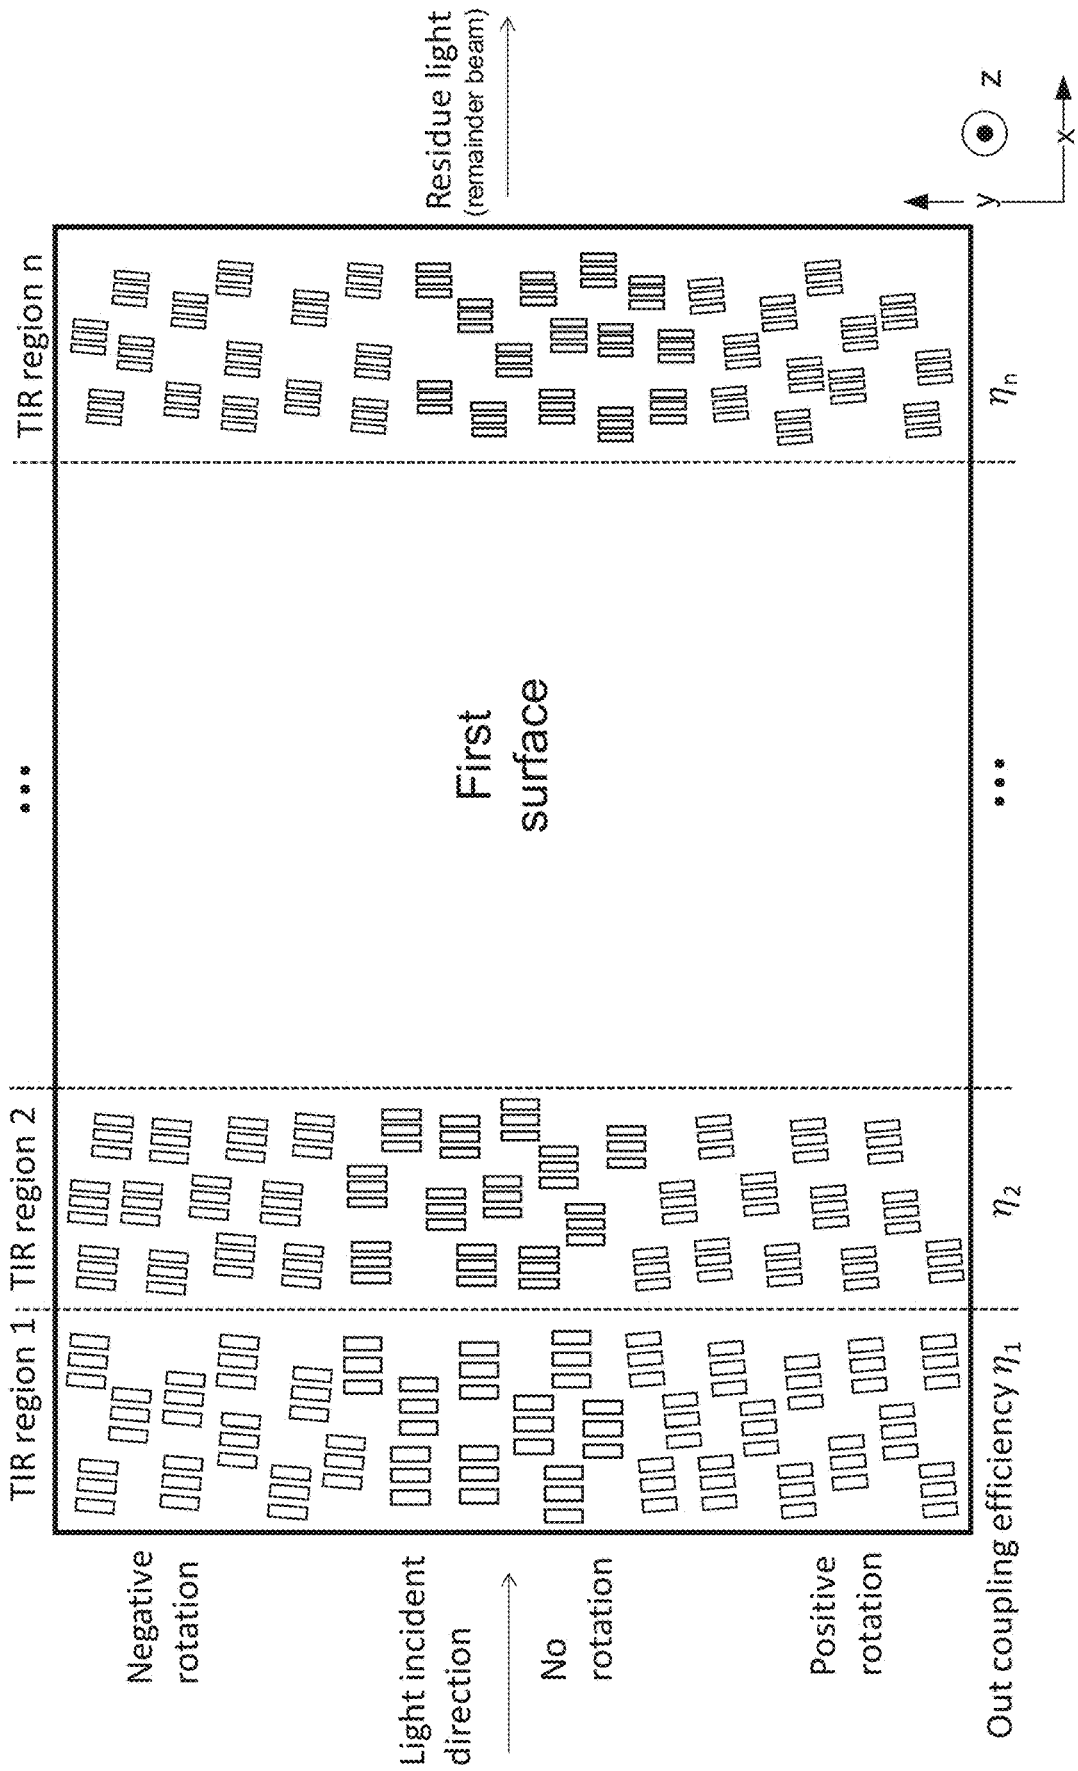 TIR region 1
TIR region 2
...
TIR region n
Negative
rotation
Light incident
direction
No
rotation
Positive
rotation
First
surface
Residue light
(remainder beam)
Out coupling efficiency η₁
η₂
...
ηₙ
y
z
x